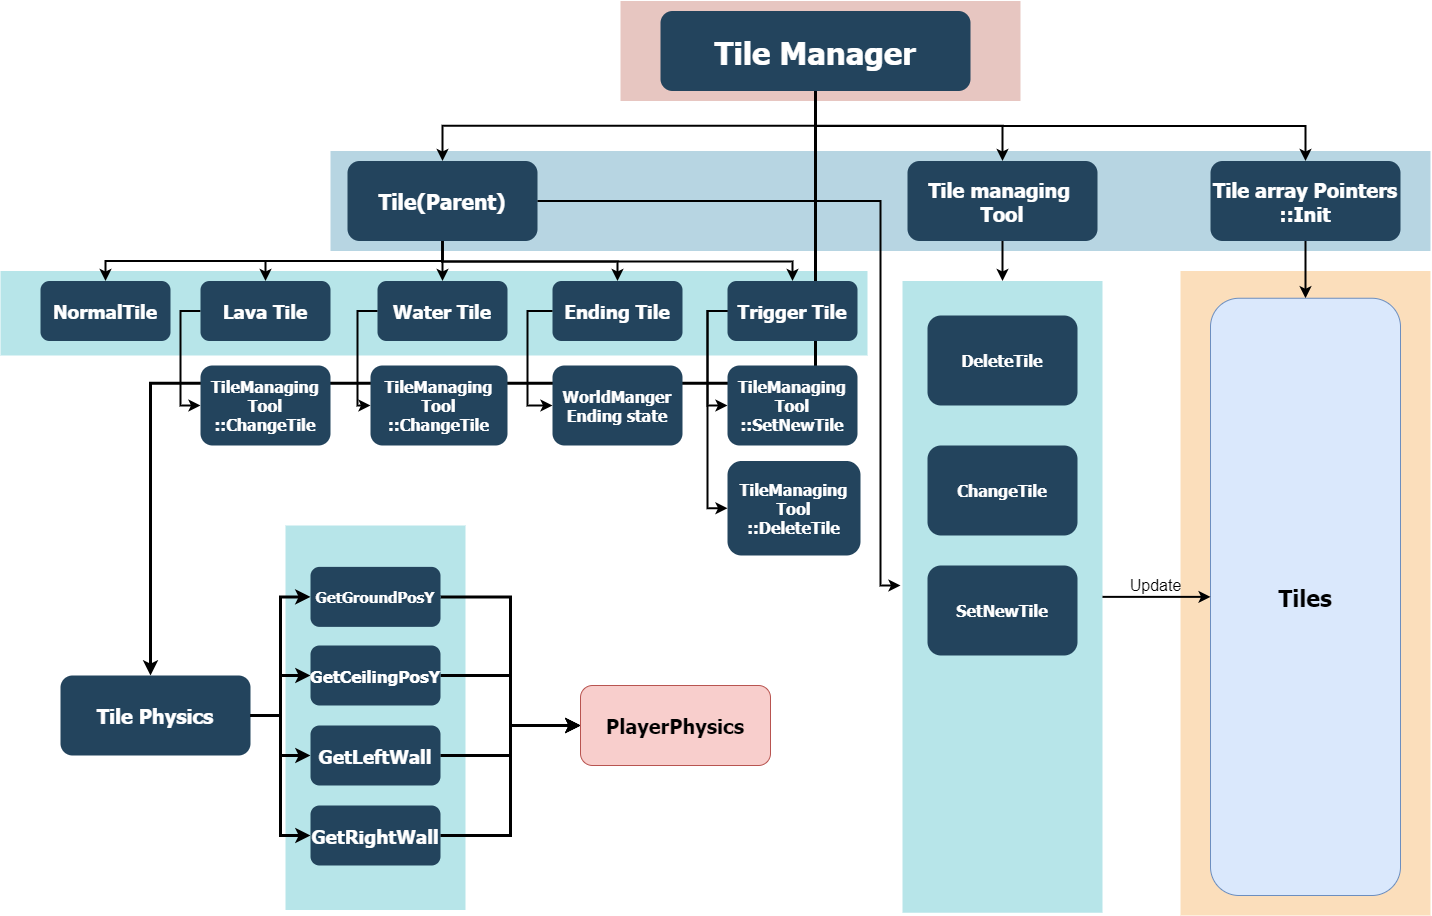 Tile Manager
Tile(Parent)
Tile managing
Tool
Tile array Pointers
::Init
NormalTile
Lava Tile
Water Tile
Ending Tile
Trigger Tile
TileManaging
Tool
::ChangeTile
TileManaging
Tool
::ChangeTile
WorldManger
Ending state
TileManaging
Tool
::SetNewTile
TileManaging
Tool
::DeleteTile
DeleteTile
ChangeTile
SetNewTile
Update
Tiles
GetGroundPosY
GetCeilingPosY
GetLeftWall
GetRightWall
Tile Physics
PlayerPhysics